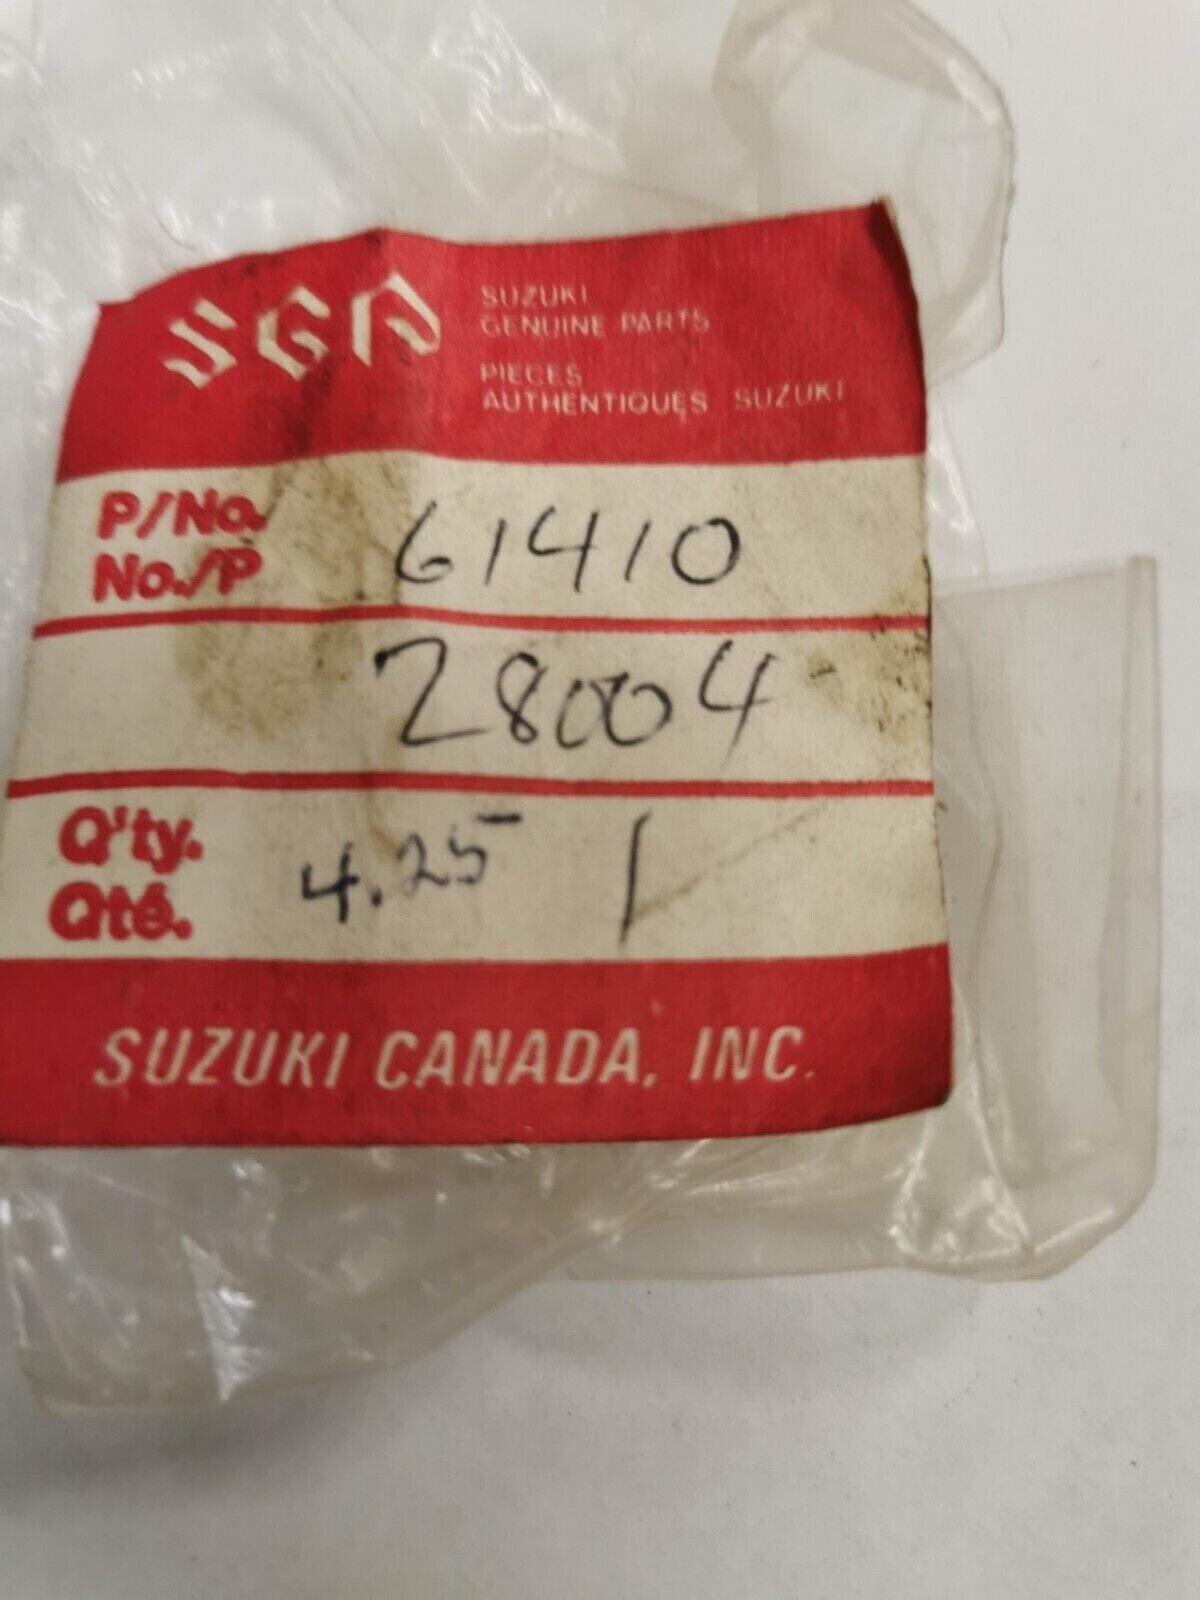 SGP
SUZUKI
GENUINE PARTS
PIECES
AUTHENTIQUES SUZUKI
P/No.
No./P
61410
28004
Q'ty.
Qté.
4.25
1
SUZUKI CANADA, INC.